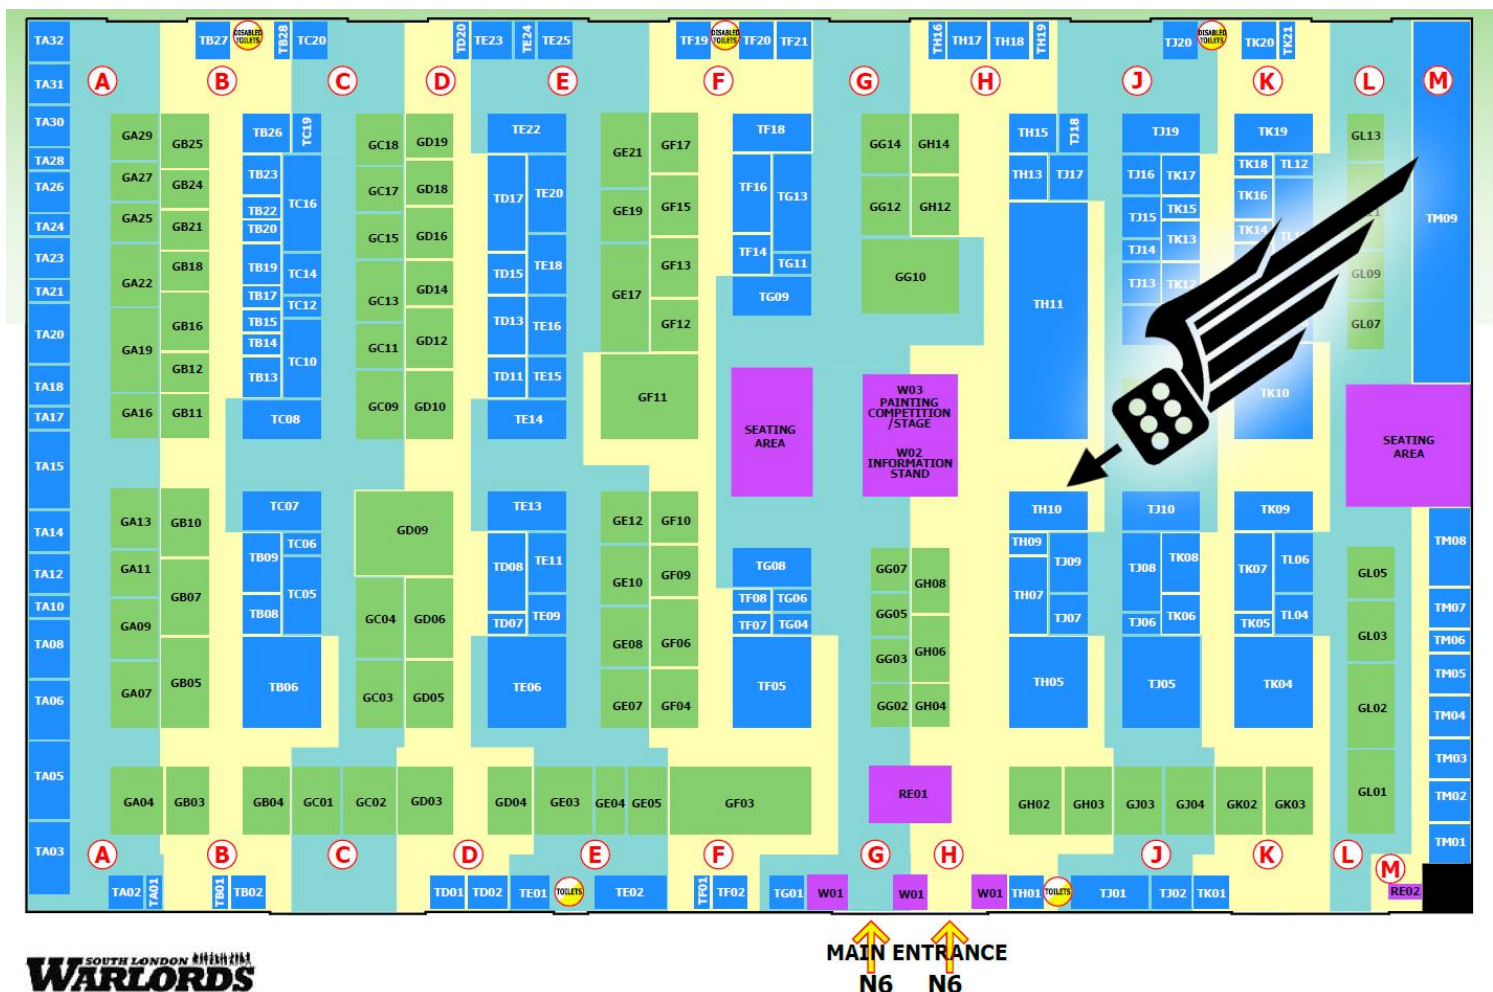 TA32
TB27
DISABLED TOILETS
TB28
TC20
TD20
TE23
TE24
TE25
TF19
DISABLED TOILETS
TF20
TF21
TH16
TH17
TH18
TH19
TJ20
DISABLED TOILETS
TK20
TK21
TA31
A
B
C
D
E
F
G
H
J
K
L
M
TA30
GA29
GB25
TB26
TC19
GC18
GD19
TE22
GE21
GF17
TF18
GG14
GH14
TH15
TJ18
TJ19
TK19
GL13
TA28
GA27
GB24
TB23
TC16
GC17
GD18
TD17
TE20
TF16
TG13
TH13
TJ17
TJ16
TK17
TK18
TL12
TA26
TK16
TA24
GA25
GB21
TB22
TB20
GC15
GD16
GE19
GF15
GG12
GH12
TJ15
TK15
TK14
TM09
TA23
GB18
TB19
TC14
TD15
TE18
GF13
TF14
TG11
GG10
TJ14
TK13
GL09
TA21
GA22
TB17
TC12
GC13
GD14
GE17
TG09
TH11
TJ13
TA20
GB16
TB15
TD13
TE16
GF12
GL07
GA19
TB14
GC11
GD12
TA18
GB12
TB13
TC10
TD11
TE15
TK10
TA17
GA16
GB11
TC08
GC09
GD10
TE14
GF11
SEATING
AREA
W03
PAINTING
COMPETITION
/STAGE
W02
INFORMATION
STAND
SEATING
AREA
TA15
TA14
GA13
GB10
TC07
GD09
TE13
GE12
GF10
TH10
TJ10
TK09
TM08
TA12
GA11
TB09
TC06
TD08
TE11
GE10
GF09
TG08
GG07
GH08
TH09
TJ09
TJ08
TK08
TK07
TL06
GL05
TA10
GB07
TC05
TF08
TG06
TH07
TM07
TA08
GA09
TB08
GC04
GD06
TD07
TE09
GE08
GF06
TF07
TG04
GG05
GH06
TJ07
TJ06
TK06
TK05
TL04
GL03
TM06
TA06
GA07
GB05
TB06
GC03
GD05
TE06
GE07
GF04
TF05
GG03
GG02
GH04
TH05
TJ05
TK04
GL02
TM05
TM04
TA05
GA04
GB03
GB04
GC01
GC02
GD03
GD04
GE03
GE04
GE05
GF03
RE01
GH02
GH03
GJ03
GJ04
GK02
GK03
GL01
TM03
TM02
TA03
A
B
C
D
E
F
G
H
J
K
L
M
TM01
TA02
TA01
TB01
TB02
TD01
TD02
TE01
TOILETS
TE02
TF01
TF02
TG01
W01
W01
W01
TH01
TOILETS
TJ01
TJ02
TK01
RE02
MAIN ENTRANCE
N6
N6
SOUTH LONDON
WARLORDS